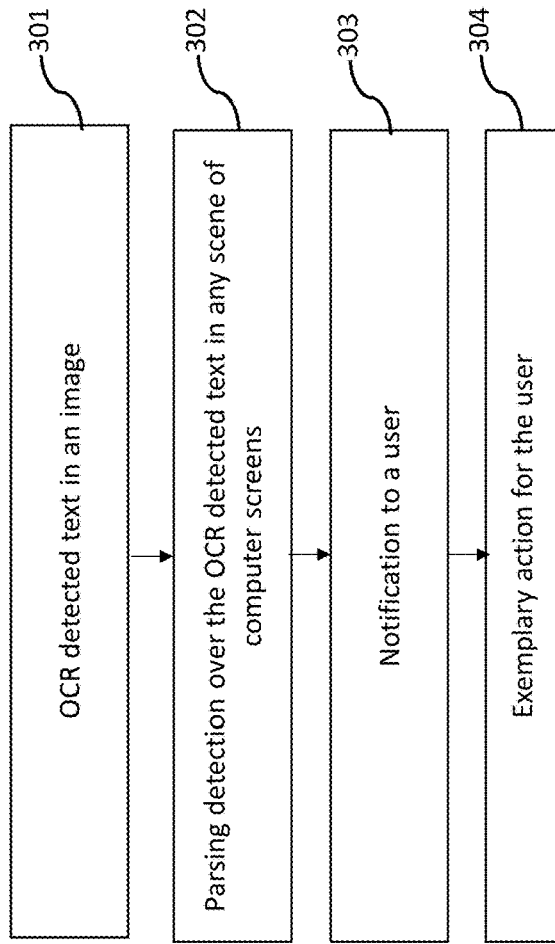 301
OCR detected text in an image
302
Parsing detection over the OCR detected text in any scene of
computer screens
303
Notification to a user
304
Exemplary action for the user